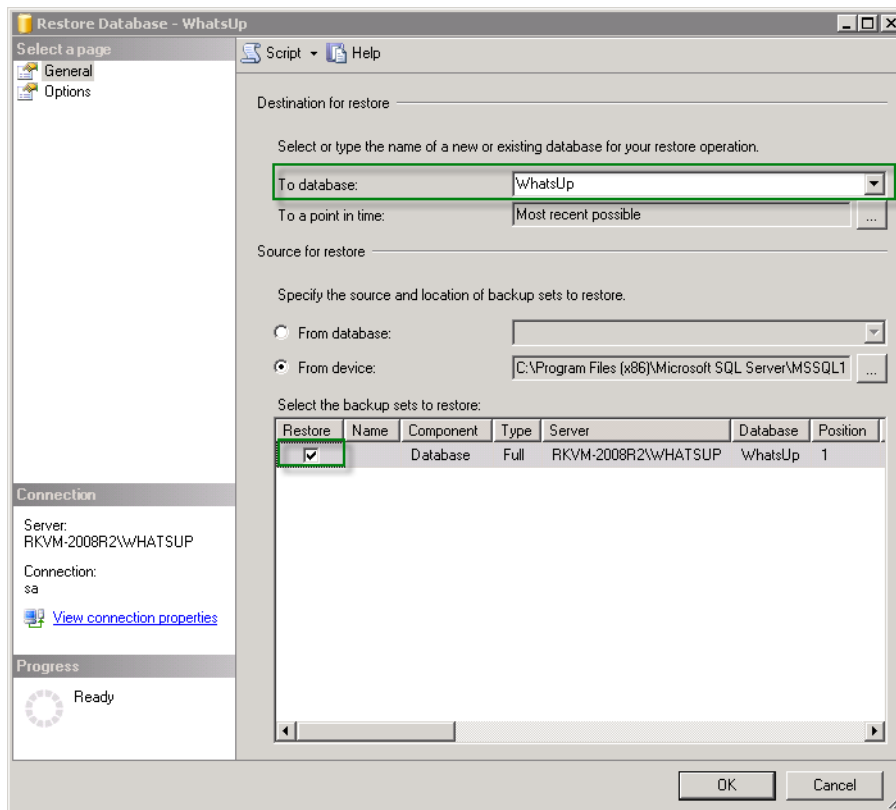 Restore Database - WhatsUp
Select a page
General
Options
Script Help
Destination for restore
Select or type the name of a new or existing database for your restore operation.
To database: WhatsUp
To a point in time: Most recent possible ...
Source for restore
Specify the source and location of backup sets to restore.
From database:
From device: C:\Program Files (x86)\Microsoft SQL Server\MSSQL1 ...
Select the backup sets to restore:
Restore Name Component Type Server Database Position
Database Full RKVM-2008R2\WHATSUP WhatsUp 1
Connection
Server:
RKVM-2008R2\WHATSUP
Connection:
sa
View connection properties
Progress
Ready
OK Cancel